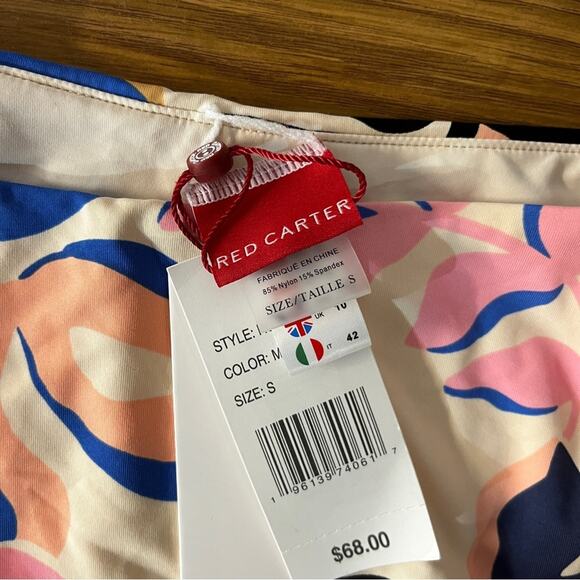 RED CARTER
FABRIQUE EN CHINE
85% Nylon 15% Spandex
SIZE/TAILLE S
UK 10
IT 42
STYLE:
COLOR: M
SIZE: S
1 96139 74061 7
$68.00